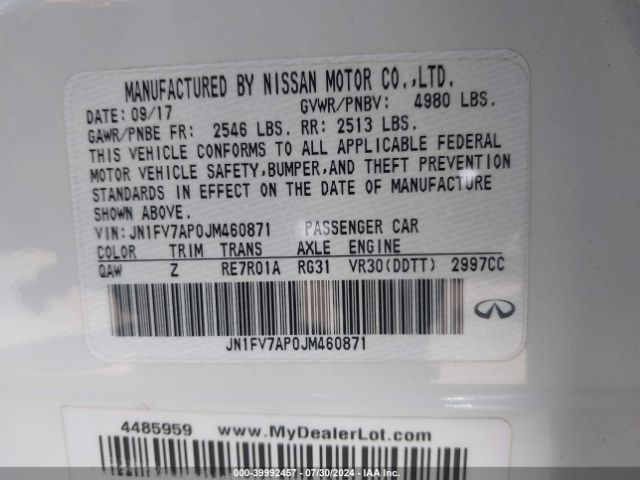 MANUFACTURED BY NISSAN MOTOR CO.,LTD.
DATE: 09/17 GVWR/PNBV: 4980 LBS.
GAWR/PNBE FR: 2546 LBS. RR: 2513 LBS.
THIS VEHICLE CONFORMS TO ALL APPLICABLE FEDERAL
MOTOR VEHICLE SAFETY,BUMPER,AND THEFT PREVENTION
STANDARDS IN EFFECT ON THE DATE OF MANUFACTURE
SHOWN ABOVE.
VIN: JN1FV7AP0JM460871 PASSENGER CAR
COLOR TRIM TRANS AXLE ENGINE
QAW Z RE7R01A RG31 VR30(DDTT) 2997CC
JN1FV7AP0JM460871
4485959 www.MyDealerLot.com
000-39992457 - 07/30/2024 - IAA Inc.